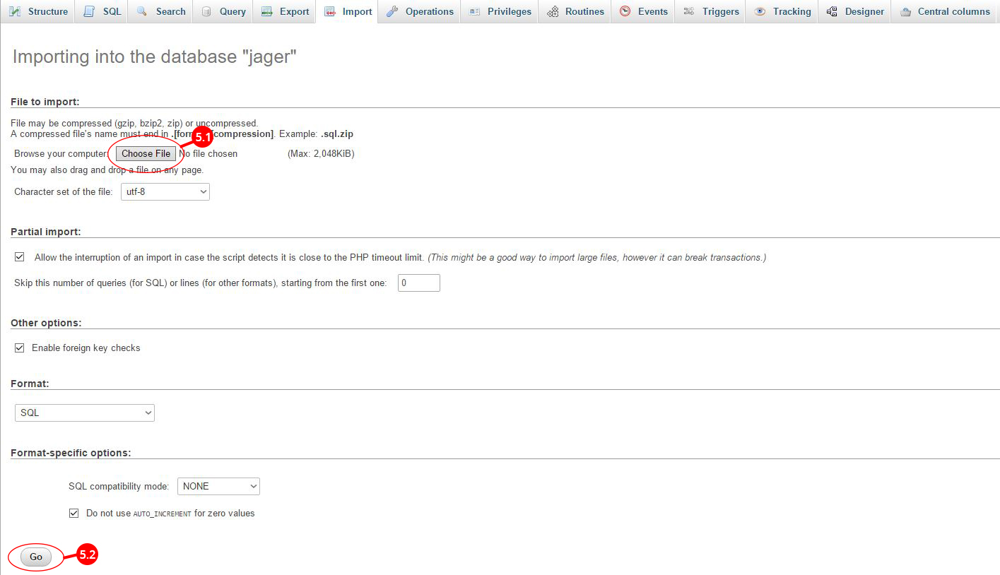 Structure SQL Search Query Export Import Operations Privileges Routines Events Triggers Tracking Designer Central columns
Importing into the database "jager"
File to import:
File may be compressed (gzip, bzip2, zip) or uncompressed.
A compressed file's name must end in .[form compression]. Example: .sql.zip
5.1
Browse your computer: Choose File No file chosen (Max: 2,048KiB)
You may also drag and drop a file on any page.
Character set of the file: utf-8
Partial import:
Allow the interruption of an import in case the script detects it is close to the PHP timeout limit. (This might be a good way to import large files, however it can break transactions.)
Skip this number of queries (for SQL) or lines (for other formats), starting from the first one: 0
Other options:
Enable foreign key checks
Format:
SQL
Format-specific options:
SQL compatibility mode: NONE
Do not use AUTO_INCREMENT for zero values
Go 5.2